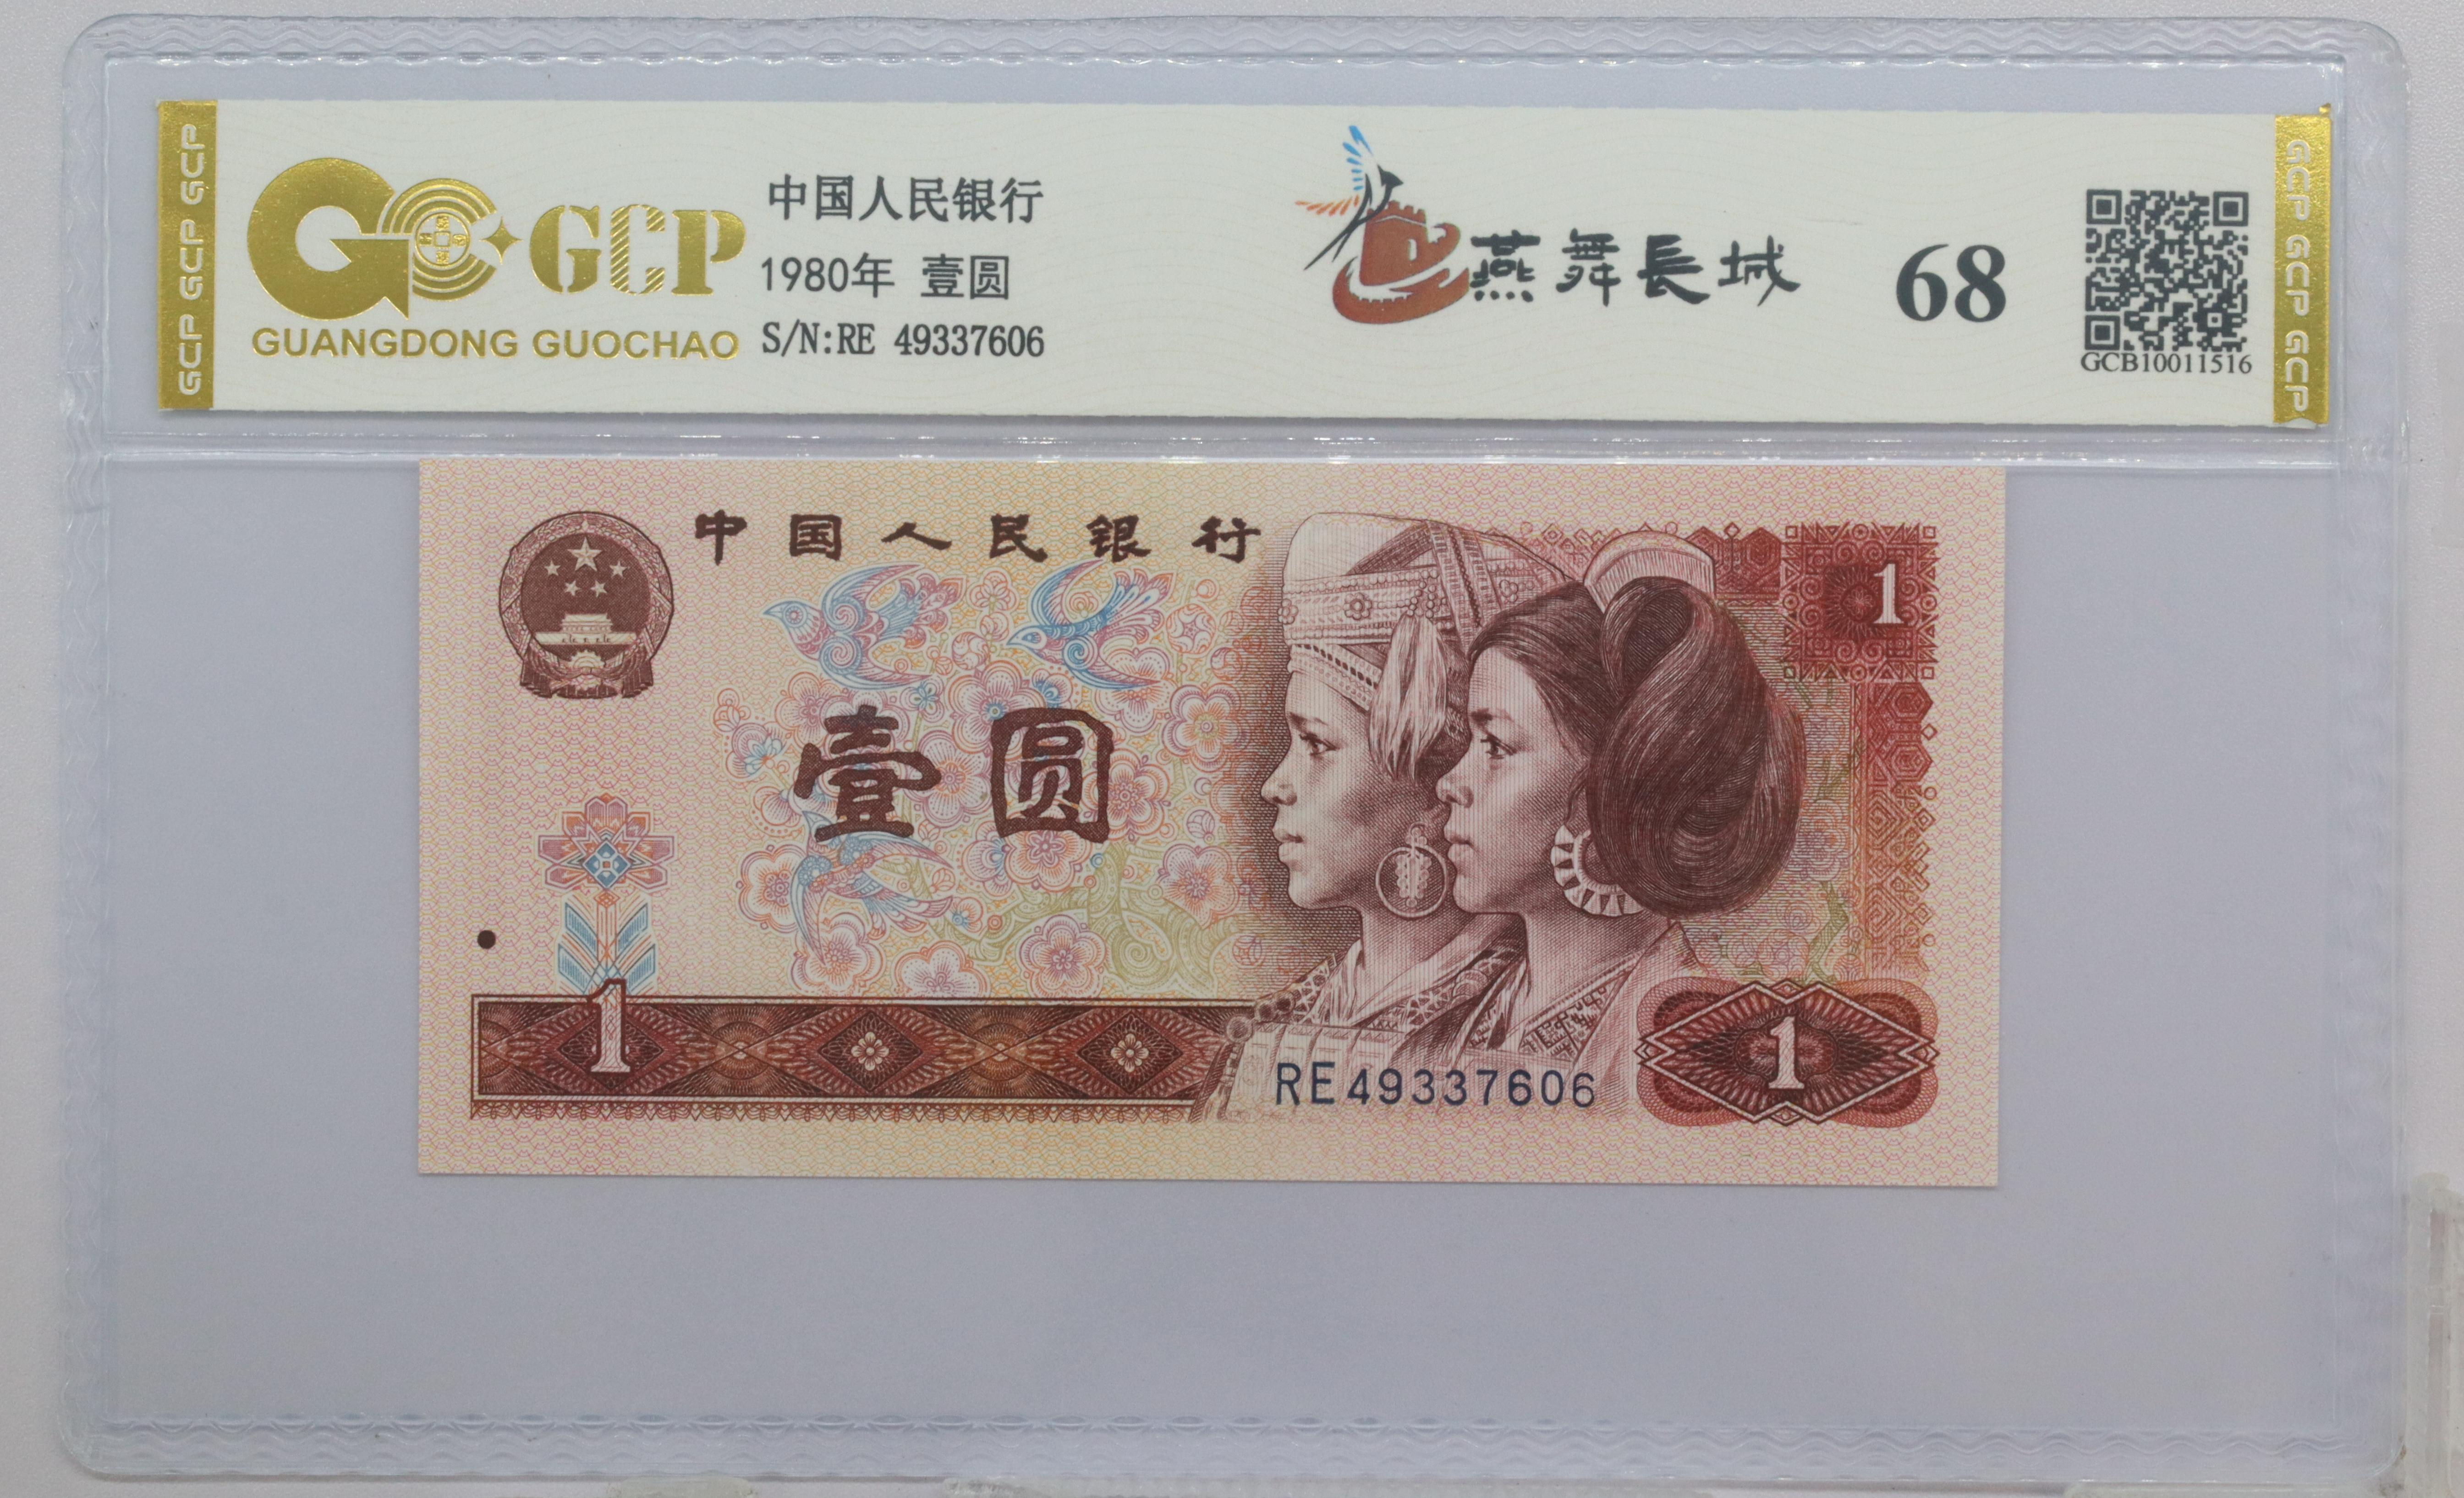 GCP GCP GCP
GCP
GUANGDONG GUOCHAO
中国人民银行
1980年 壹圆
S/N:RE 49337606
燕舞長城
68
GCB10011516
GCP GCP GCP
中国人民银行
1
壹圆
1
1
RE49337606